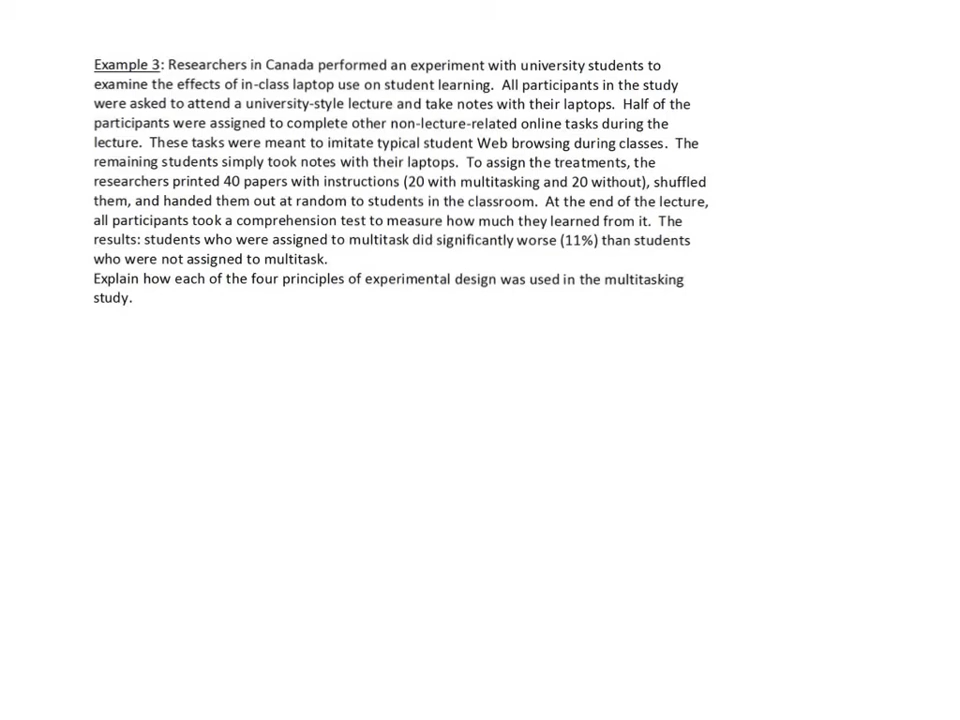 Example 3: Researchers in Canada performed an experiment with university students to
examine the effects of in-class laptop use on student learning. All participants in the study
were asked to attend a university-style lecture and take notes with their laptops. Half of the
participants were assigned to complete other non-lecture-related online tasks during the
lecture. These tasks were meant to imitate typical student Web browsing during classes. The
remaining students simply took notes with their laptops. To assign the treatments, the
researchers printed 40 papers with instructions (20 with multitasking and 20 without), shuffled
them, and handed them out at random to students in the classroom. At the end of the lecture,
all participants took a comprehension test to measure how much they learned from it. The
results: students who were assigned to multitask did significantly worse (11%) than students
who were not assigned to multitask.
Explain how each of the four principles of experimental design was used in the multitasking
study.